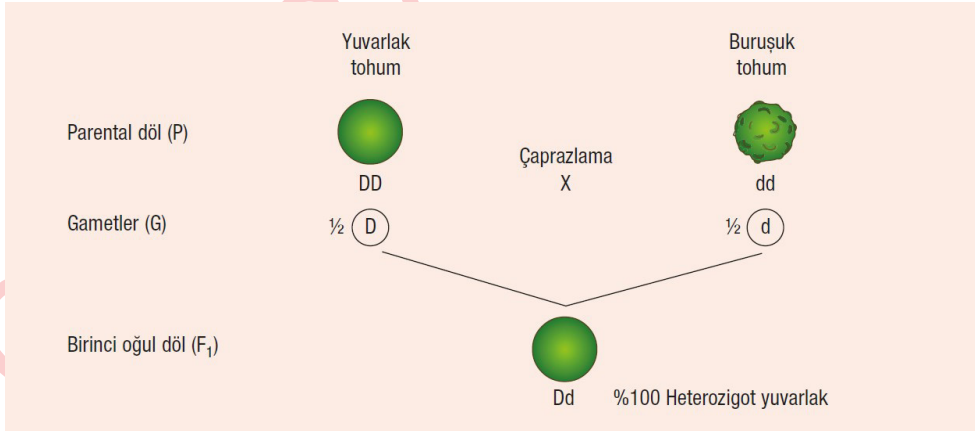 Yuvarlak
tohum
Buruşuk
tohum
Parental döl (P)
Çaprazlama
DD
X
dd
Gametler (G)
½ D
½ d
Birinci oğul döl (F₁)
Dd
%100 Heterozigot yuvarlak